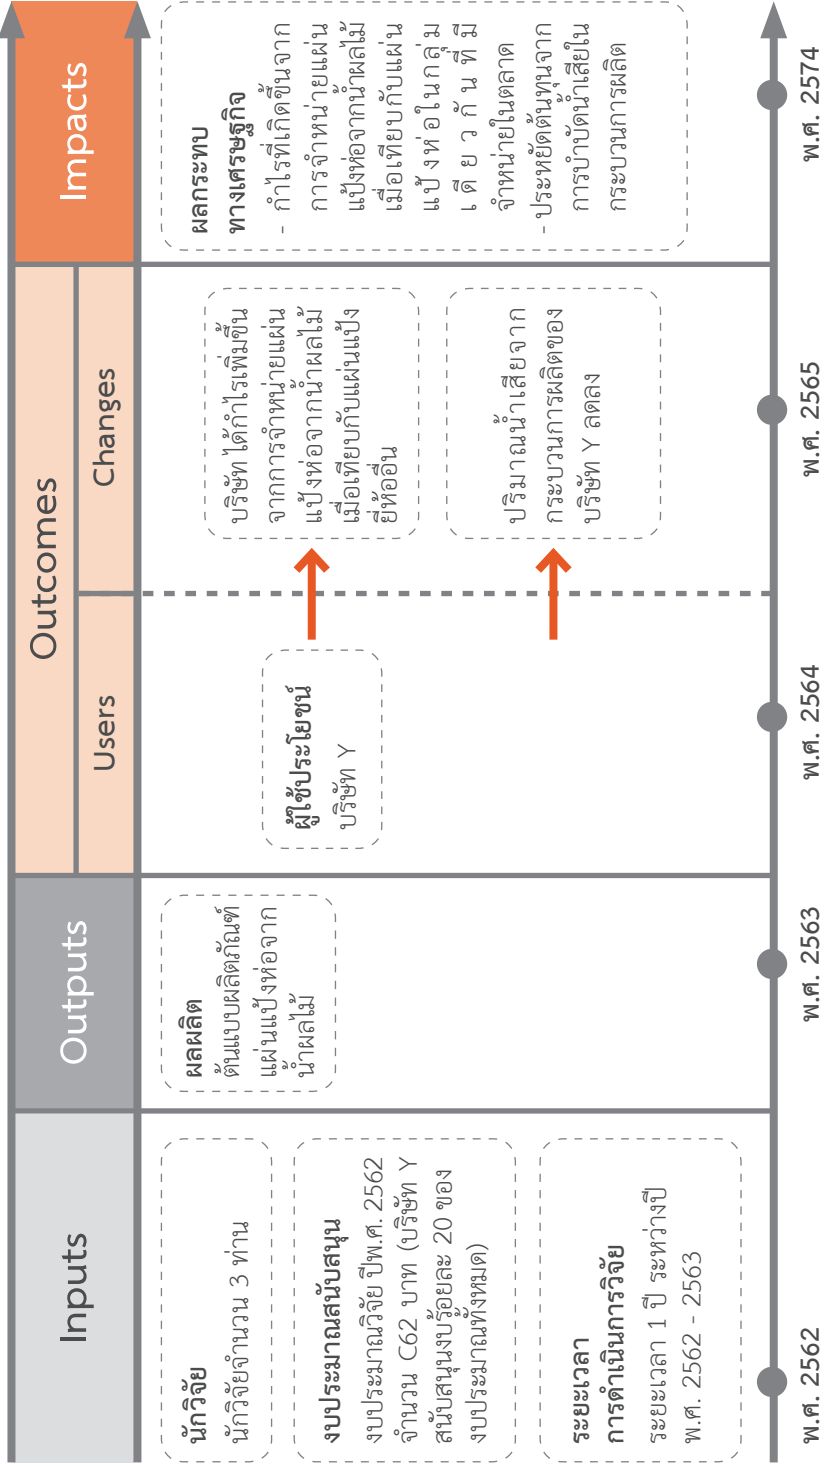 Inputs
Outputs
Outcomes
Users
Changes
Impacts
นักวิจัย
นักวิจัยจำนวน 3 ท่าน
งบประมาณสนับสนุน
งบประมาณวิจัย ปีพ.ศ. 2562
จำนวน C62 บาท (บริษัท Y
สนับสนุนงบร้อยละ 20 ของ
งบประมาณทั้งหมด)
ระยะเวลา
การดำเนินการวิจัย
ระยะเวลา 1 ปี ระหว่างปี
พ.ศ. 2562 - 2563
ผลผลิต
ต้นแบบผลิตภัณฑ์
แผ่นแป้งห่อจาก
น้ำผลไม้
ผู้ใช้ประโยชน์
บริษัท Y
บริษัท ได้กำไรเพิ่มขึ้น
จากการจำหน่ายแผ่น
แป้งห่อจากน้ำผลไม้
เมื่อเทียบกับแผ่นแป้ง
ยี่ห้ออื่น
ปริมาณน้ำเสียจาก
กระบวนการผลิตของ
บริษัท Y ลดลง
ผลกระทบ
ทางเศรษฐกิจ
- กำไรที่เกิดขึ้นจาก
การจำหน่ายแผ่น
แป้งห่อจากน้ำผลไม้
เมื่อเทียบกับแผ่น
แป้งห่อในกลุ่ม
เดียวกันที่มี
จำหน่ายในตลาด
- ประหยัดต้นทุนจาก
การบำบัดน้ำเสียใน
กระบวนการผลิต
พ.ศ. 2562
พ.ศ. 2563
พ.ศ. 2564
พ.ศ. 2565
พ.ศ. 2574